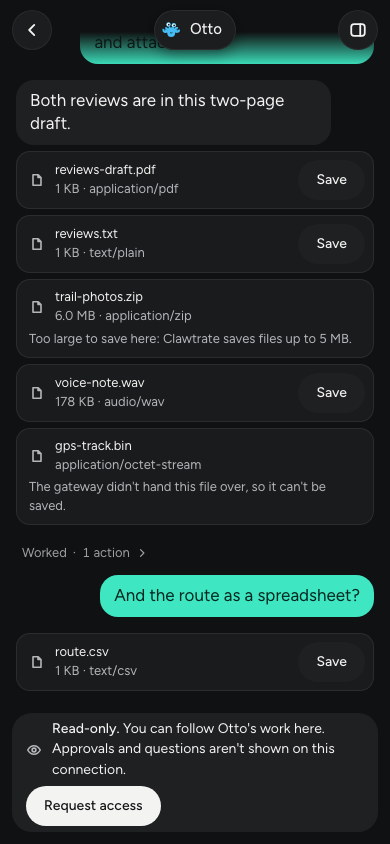 Otto
and attac
Both reviews are in this two-page
draft.
reviews-draft.pdf
1 KB · application/pdf
Save
reviews.txt
1 KB · text/plain
Save
trail-photos.zip
6.0 MB · application/zip
Too large to save here: Clawtrate saves files up to 5 MB.
voice-note.wav
178 KB · audio/wav
Save
gps-track.bin
application/octet-stream
The gateway didn't hand this file over, so it can't be
saved.
Worked · 1 action
And the route as a spreadsheet?
route.csv
1 KB · text/csv
Save
Read-only. You can follow Otto's work here.
Approvals and questions aren't shown on this
connection.
Request access